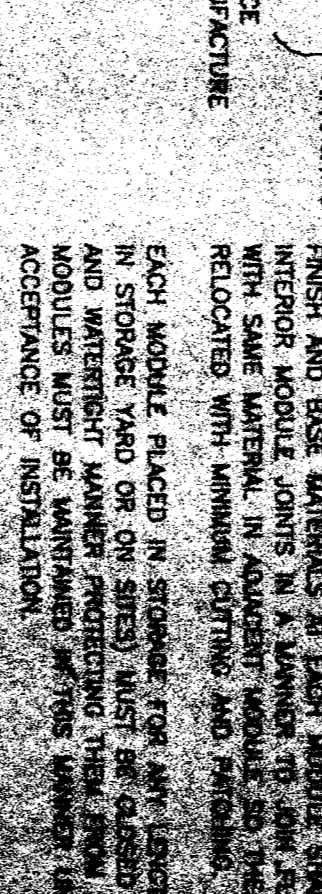 CE
UFACTURE
FINISH AND BASE MATERIALS AT EACH MODULE
INTERIOR MODULE JOINTS IN A MANNER TO JOIN
WITH SAME MATERIAL IN ADJACENT MODULE SO
RELOCATED WITH MINIMUM CUTTING AND PATCHING.
EACH MODULE PLACED IN STORAGE FOR ANY
IN STORAGE YARD OR ON SITES) MUST BE CLOSED
AND WATERTIGHT MANNER PROTECTING THEM FROM
MODULES MUST BE MAINTAINED IN THIS MANNER
ACCEPTANCE OF INSTALLATION.